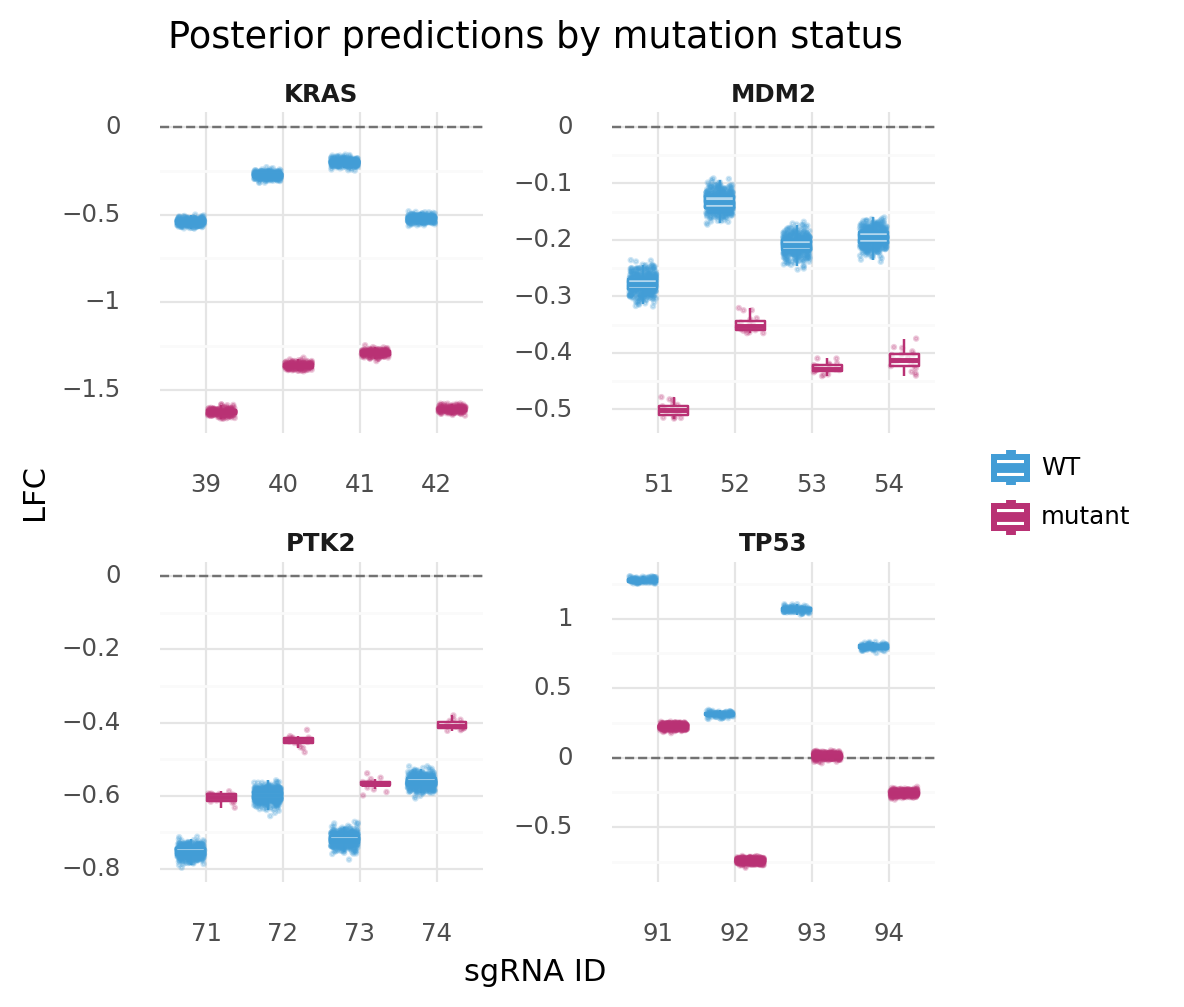 Posterior predictions by mutation status
KRAS
0
−0.5
−1
−1.5
39 40 41 42
MDM2
0
−0.1
−0.2
−0.3
−0.4
−0.5
51 52 53 54
LFC
WT
mutant
PTK2
0
−0.2
−0.4
−0.6
−0.8
71 72 73 74
TP53
1
0.5
0
−0.5
91 92 93 94
sgRNA ID